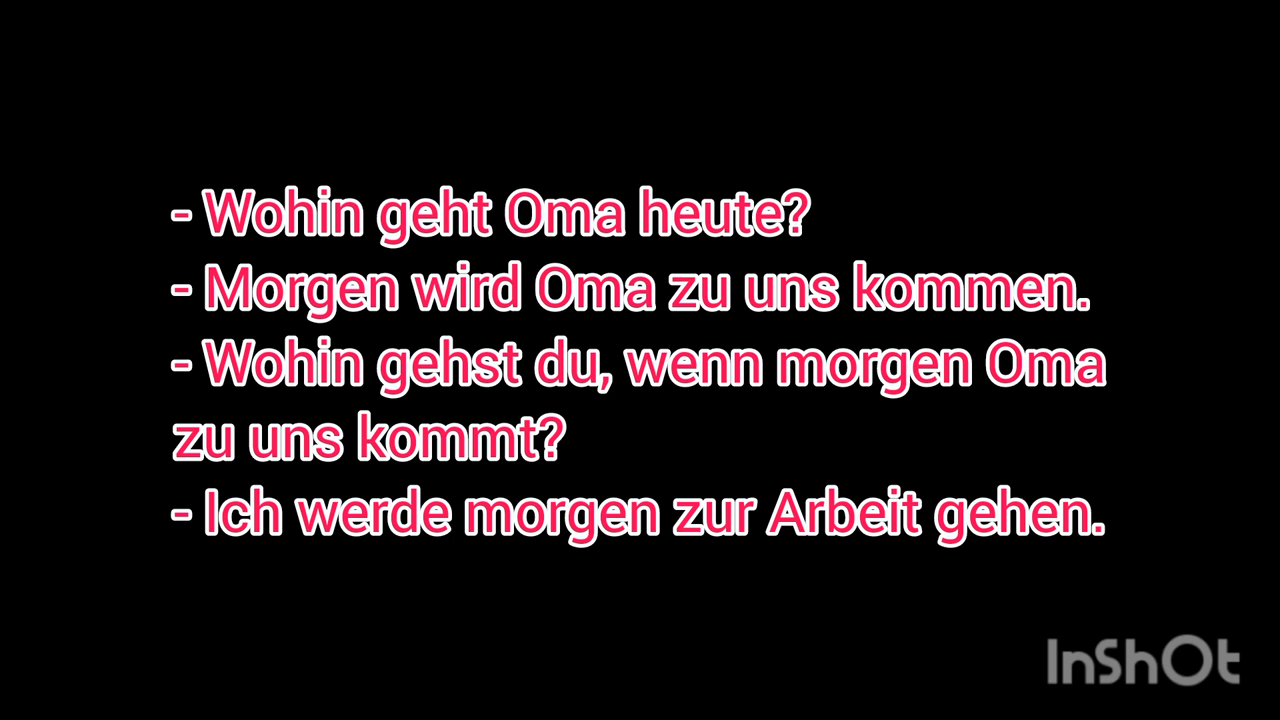 - Wohin geht Oma heute?
- Morgen wird Oma zu uns kommen.
- Wohin gehst du, wenn morgen Oma
zu uns kommt?
- Ich werde morgen zur Arbeit gehen.
InShOt